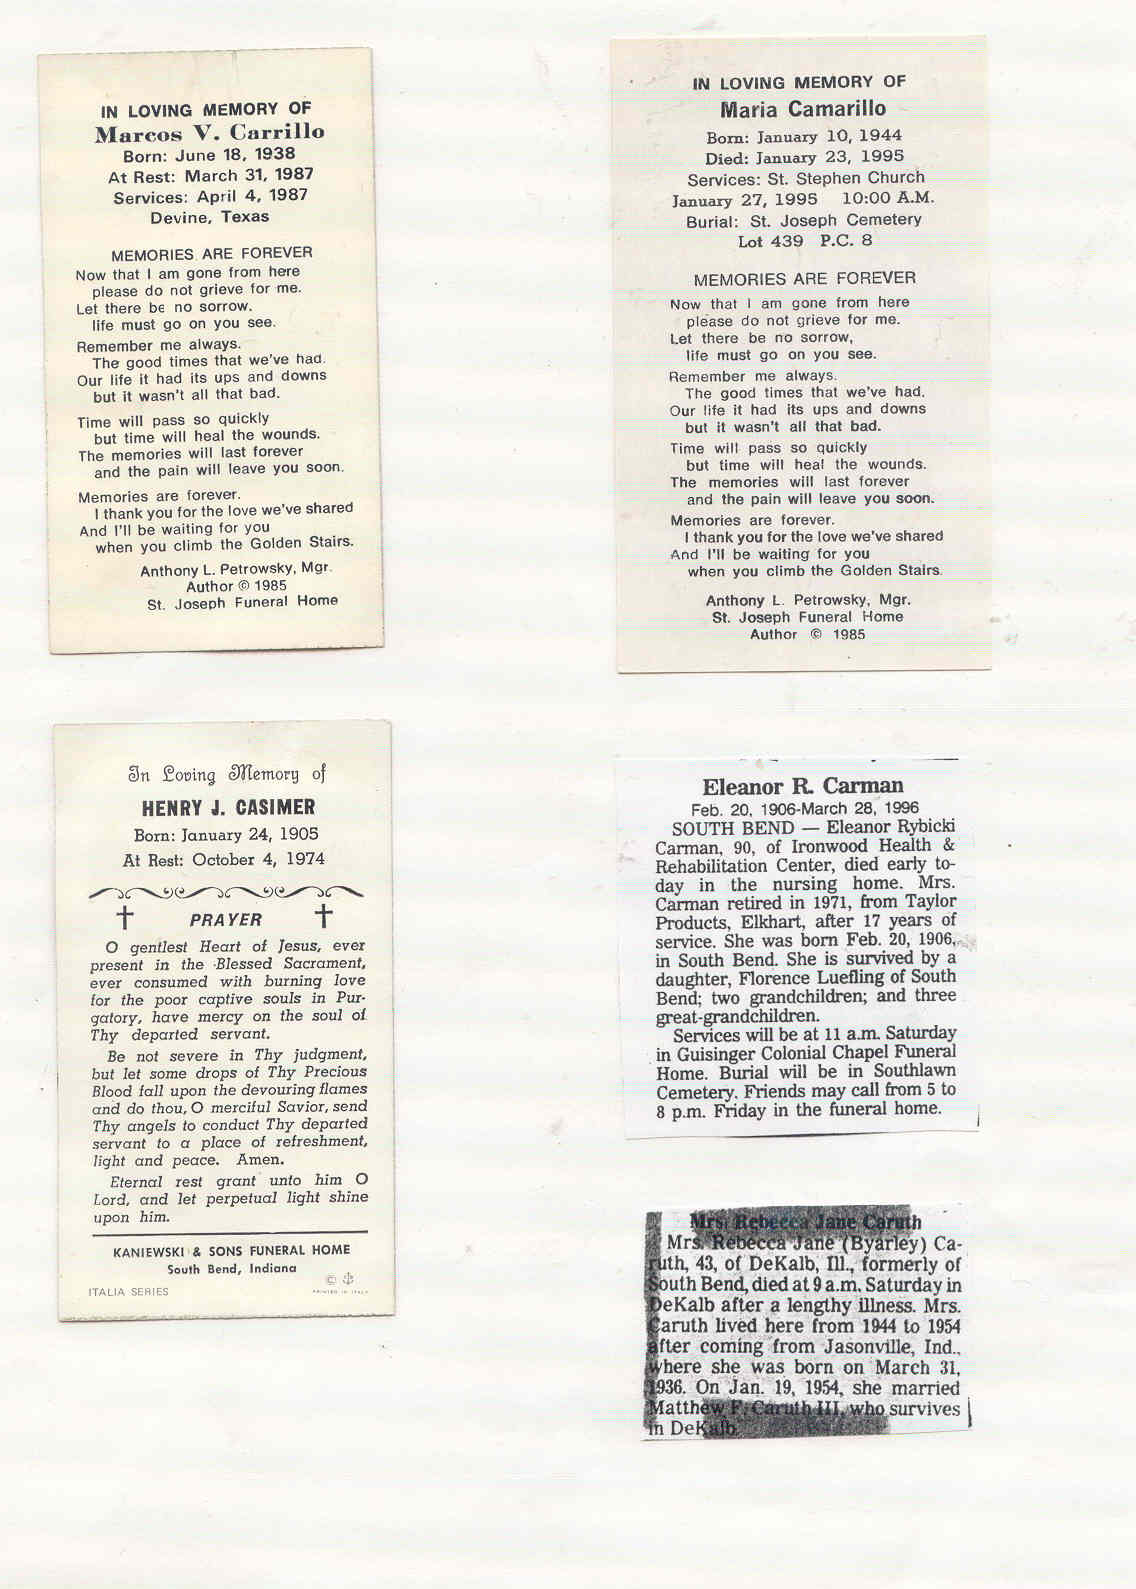 IN LOVING MEMORY OF
Marcos V. Carrillo
Born: June 18, 1938
At Rest: March 31, 1987
Services: April 4, 1987
Devine, Texas
MEMORIES ARE FOREVER
Now that I am gone from here
please do not grieve for me.
Let there be no sorrow.
life must go on you see.
Remember me always.
The good times that we've had.
Our life it had its ups and downs
but it wasn't all that bad.
Time will pass so quickly
but time will heal the wounds.
The memories will last forever
and the pain will leave you soon.
Memories are forever.
I thank you for the love we've shared
And I'll be waiting for you
when you climb the Golden Stairs.
Anthony L. Petrowsky, Mgr.
Author © 1985
St. Joseph Funeral Home
IN LOVING MEMORY OF
Maria Camarillo
Born: January 10, 1944
Died: January 23, 1995
Services: St. Stephen Church
January 27, 1995 10:00 A.M.
Burial: St. Joseph Cemetery
Lot 439 P.C. 8
MEMORIES ARE FOREVER
Now that I am gone from here
please do not grieve for me.
Let there be no sorrow,
life must go on you see.
Remember me always.
The good times that we've had.
Our life it had its ups and downs
but it wasn't all that bad.
Time will pass so quickly
but time will heal the wounds.
The memories will last forever
and the pain will leave you soon.
Memories are forever.
I thank you for the love we've shared
And I'll be waiting for you
when you climb the Golden Stairs.
Anthony L. Petrowsky, Mgr.
St. Joseph Funeral Home
Author © 1985
In Loving Memory of
HENRY J. CASIMER
Born: January 24, 1905
At Rest: October 4, 1974
PRAYER
O gentlest Heart of Jesus, ever
present in the Blessed Sacrament,
ever consumed with burning love
for the poor captive souls in Pur-
gatory, have mercy on the soul of
Thy departed servant.
Be not severe in Thy judgment,
but let some drops of Thy Precious
Blood fall upon the devouring flames
and do thou, O merciful Savior, send
Thy angels to conduct Thy departed
servant to a place of refreshment,
light and peace. Amen.
Eternal rest grant unto him O
Lord, and let perpetual light shine
upon him.
KANIEWSKI & SONS FUNERAL HOME
South Bend, Indiana
©
ITALIA SERIES
PRINTED IN ITALY
Eleanor R. Carman
Feb. 20, 1906-March 28, 1996
SOUTH BEND — Eleanor Rybicki
Carman, 90, of Ironwood Health &
Rehabilitation Center, died early to-
day in the nursing home. Mrs.
Carman retired in 1971, from Taylor
Products, Elkhart, after 17 years of
service. She was born Feb. 20, 1906,
in South Bend. She is survived by a
daughter, Florence Luefling of South
Bend; two grandchildren; and three
great-grandchildren.
Services will be at 11 a.m. Saturday
in Guisinger Colonial Chapel Funeral
Home. Burial will be in Southlawn
Cemetery. Friends may call from 5 to
8 p.m. Friday in the funeral home.
Mrs. Rebecca Jane Caruth
Mrs. Rebecca Jane (Byarley) Ca-
ruth, 43, of DeKalb, Ill., formerly of
South Bend, died at 9 a.m. Saturday in
DeKalb after a lengthy illness. Mrs.
Caruth lived here from 1944 to 1954
after coming from Jasonville, Ind.,
where she was born on March 31,
1936. On Jan. 19, 1954, she married
Matthew F. Caruth III, who survives
in DeKalb.